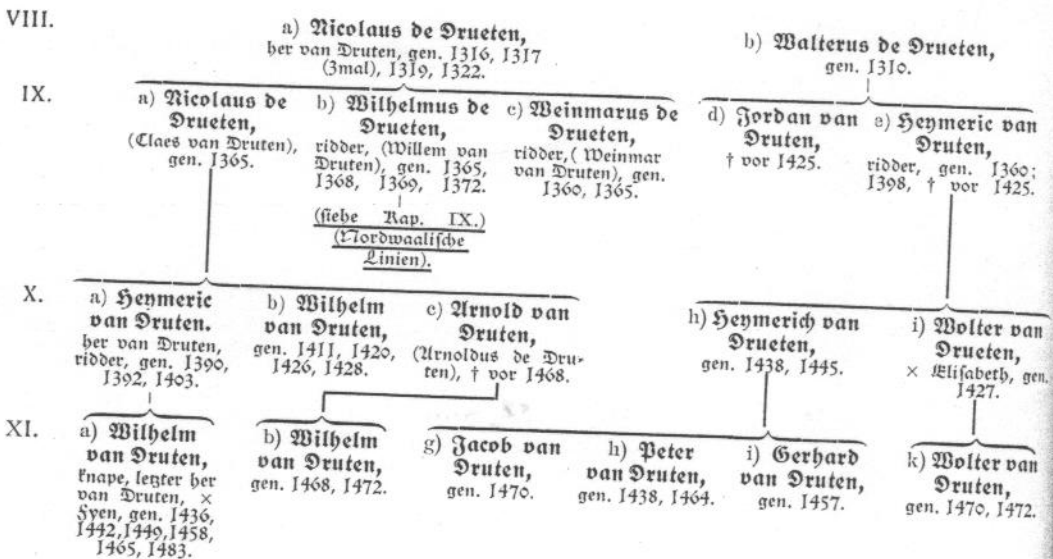 VIII.
a) Nicolaus de Drueten,
her van Druten, gen. 1316, 1317
(3mal), 1319, 1322.
b) Walterus de Drueten,
gen. 1310.
IX.
a) Nicolaus de
Drueten,
(Claes van Druten),
gen. 1365.
b) Wilhelmus de
Drueten,
ridder, (Willem van
Druten), gen. 1365,
1368, 1369, 1372.
(siehe Kap. IX.)
(Nordwaalische
Linien).
c) Weinmarus de
Drueten,
ridder,( Weinmar
van Druten), gen.
1360, 1365.
d) Jordan van
Druten,
† vor 1425.
e) Heymeric van
Druten,
ridder, gen. 1360;
1398, † vor 1425.
X.
a) Heymeric
van Druten.
her van Druten,
ridder, gen. 1390,
1392, 1403.
b) Wilhelm
van Druten,
gen. 1411, 1420,
1426, 1428.
c) Arnold van
Druten,
(Arnoldus de Dru-
ten), † vor 1468.
h) Heymerich van
Drueten,
gen. 1438, 1445.
i) Wolter van
Drueten,
× Elisabeth, gen.
1427.
XI.
a) Wilhelm
van Druten,
knape, letzter her
van Druten, ×
Fyen, gen. 1436,
1442,1449,1458,
1465, 1483.
b) Wilhelm
van Druten,
gen. 1468, 1472.
g) Jacob van
Druten,
gen. 1470.
h) Peter
van Druten,
gen. 1438, 1464.
i) Gerhard
van Druten,
gen. 1457.
k) Wolter van
Druten,
gen. 1470, 1472.